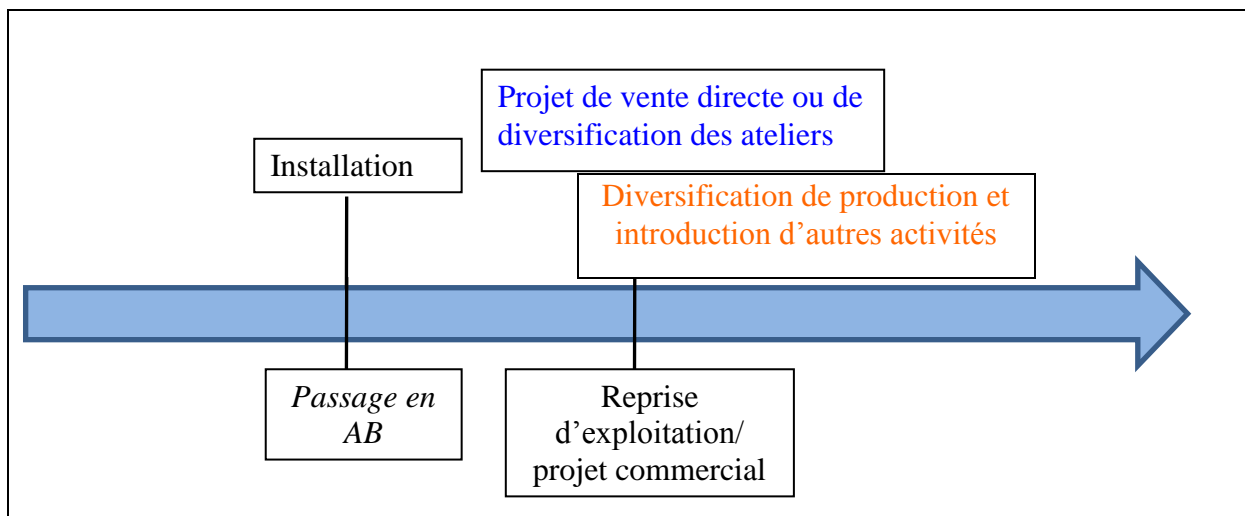 Projet de vente directe ou de
diversification des ateliers
Installation
Diversification de production et
introduction d’autres activités
Passage en
AB
Reprise
d’exploitation/
projet commercial